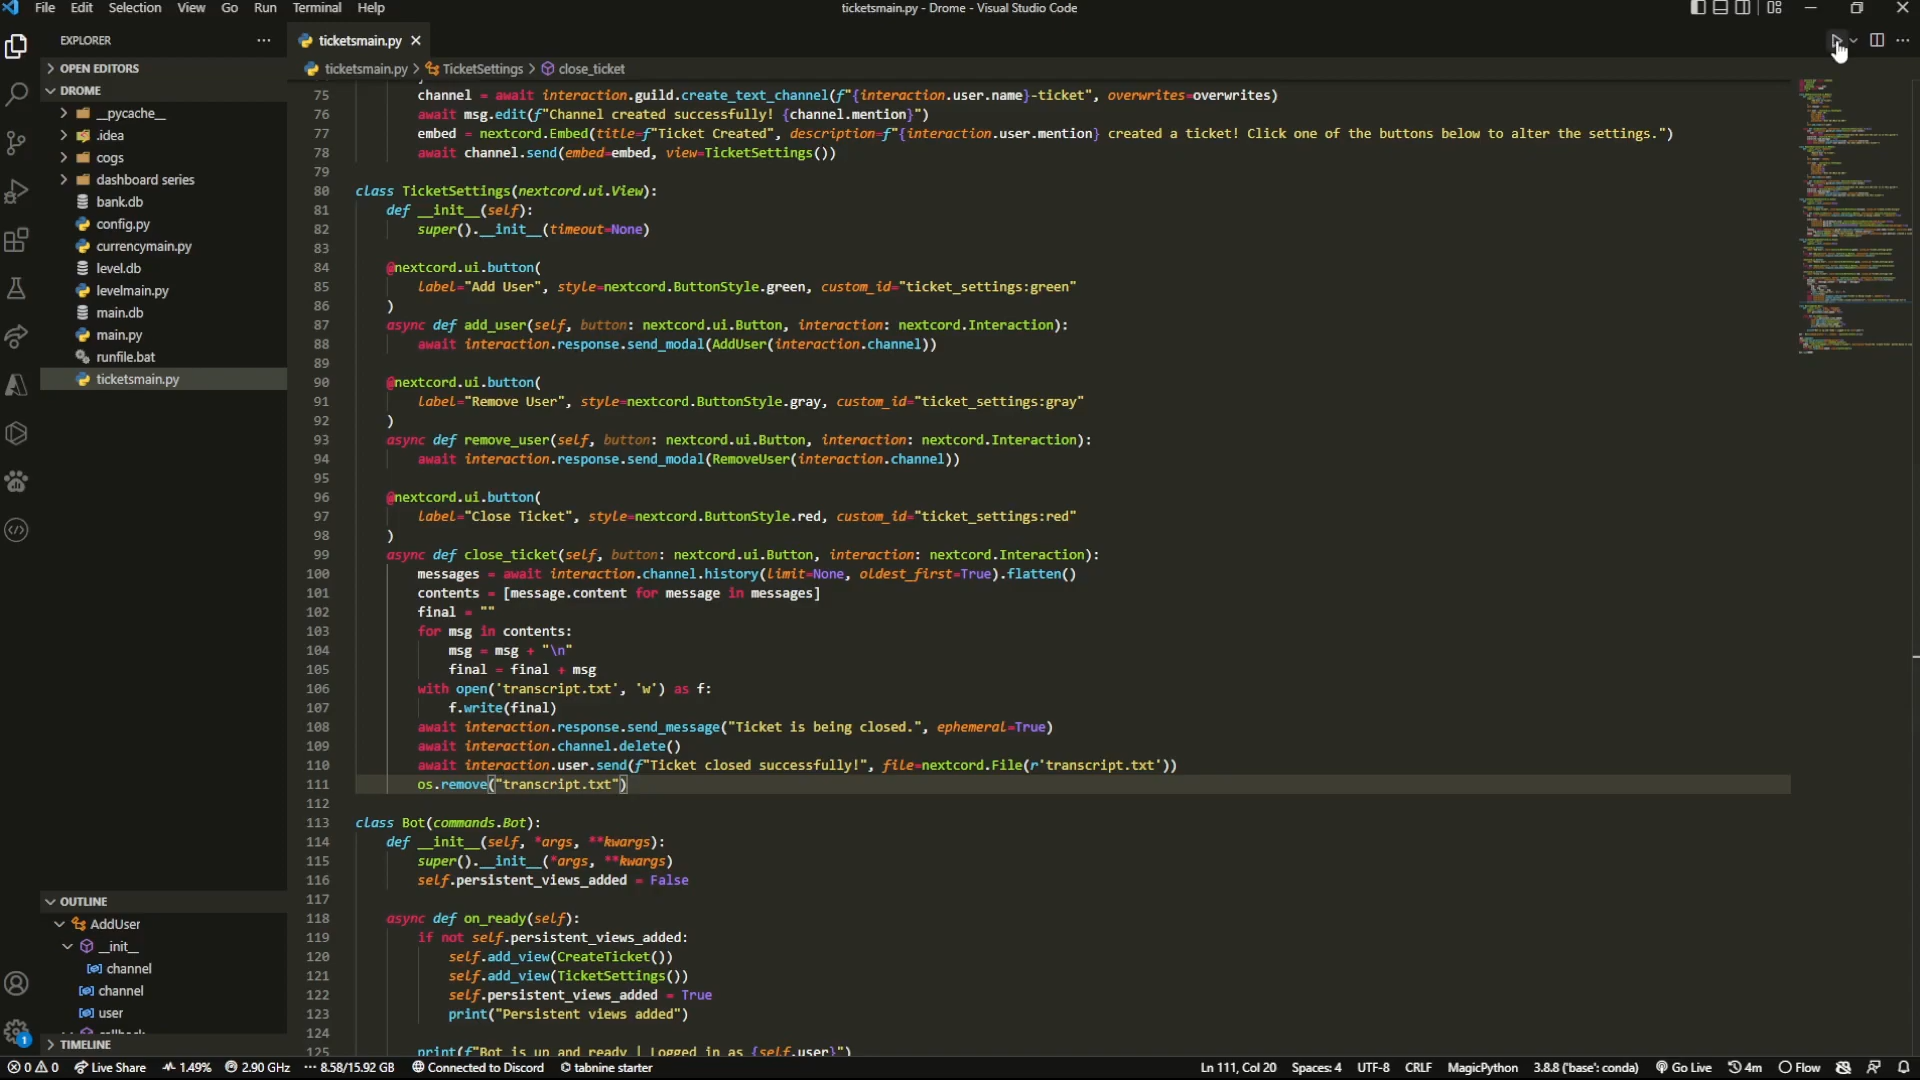 File Edit Selection View Go Run Terminal Help
ticketsmain.py - Drome - Visual Studio Code
EXPLORER
ticketsmain.py
OPEN EDITORS
ticketsmain.py > TicketSettings > close_ticket
DROME
__pycache__
.idea
cogs
dashboard series
bank.db
config.py
currencymain.py
level.db
levelmain.py
main.db
main.py
runfile.bat
ticketsmain.py
75 channel = await interaction.guild.create_text_channel(f"{interaction.user.name}-ticket", overwrites=overwrites)
76 await msg.edit(f"Channel created successfully! {channel.mention}")
77 embed = nextcord.Embed(title=f"Ticket Created", description=f"{interaction.user.mention} created a ticket! Click one of the buttons below to alter the settings.")
78 await channel.send(embed=embed, view=TicketSettings())
79
80 class TicketSettings(nextcord.ui.View):
81 def __init__(self):
82 super().__init__(timeout=None)
83
84 @nextcord.ui.button(
85 label="Add User", style=nextcord.ButtonStyle.green, custom_id="ticket_settings:green"
86 )
87 async def add_user(self, button: nextcord.ui.Button, interaction: nextcord.Interaction):
88 await interaction.response.send_modal(AddUser(interaction.channel))
89
90 @nextcord.ui.button(
91 label="Remove User", style=nextcord.ButtonStyle.gray, custom_id="ticket_settings:gray"
92 )
93 async def remove_user(self, button: nextcord.ui.Button, interaction: nextcord.Interaction):
94 await interaction.response.send_modal(RemoveUser(interaction.channel))
95
96 @nextcord.ui.button(
97 label="Close Ticket", style=nextcord.ButtonStyle.red, custom_id="ticket_settings:red"
98 )
99 async def close_ticket(self, button: nextcord.ui.Button, interaction: nextcord.Interaction):
100 messages = await interaction.channel.history(limit=None, oldest_first=True).flatten()
101 contents = [message.content for message in messages]
102 final = ""
103 for msg in contents:
104 msg = msg + "\n"
105 final = final + msg
106 with open('transcript.txt', 'w') as f:
107 f.write(final)
108 await interaction.response.send_message("Ticket is being closed.", ephemeral=True)
109 await interaction.channel.delete()
110 await interaction.user.send(f"Ticket closed successfully!", file=nextcord.File(r'transcript.txt'))
111 os.remove("transcript.txt")
112
113 class Bot(commands.Bot):
114 def __init__(self, *args, **kwargs):
115 super().__init__(*args, **kwargs)
116 self.persistent_views_added = False
117
118 async def on_ready(self):
119 if not self.persistent_views_added:
120 self.add_view(CreateTicket())
121 self.add_view(TicketSettings())
122 self.persistent_views_added = True
123 print("Persistent views added")
124
125 print(f"Bot is up and ready | Logged in as {self.user}")
OUTLINE
AddUser
__init__
channel
channel
user
callback
TIMELINE
1
0 0 Live Share 1.49% 2.90 GHz 8.58/15.92 GB Connected to Discord tabnine starter
Ln 111, Col 20 Spaces: 4 UTF-8 CRLF MagicPython 3.8.8 ('base': conda) Go Live 4m Flow